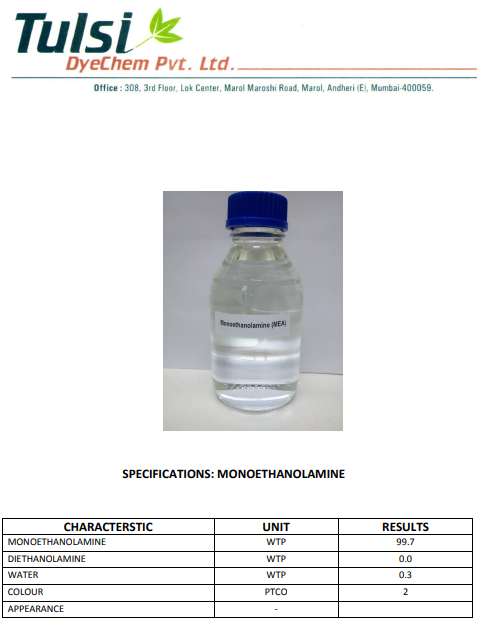 Tulsi
DyeChem Pvt. Ltd.
Office : 308, 3rd Floor, Lok Center, Marol Maroshi Road, Marol, Andheri (E), Mumbai-400059.
Monoethanolamine (MEA)
SPECIFICATIONS: MONOETHANOLAMINE
CHARACTERSTIC UNIT RESULTS
MONOETHANOLAMINE WTP 99.7
DIETHANOLAMINE WTP 0.0
WATER WTP 0.3
COLOUR PTCO 2
APPEARANCE -